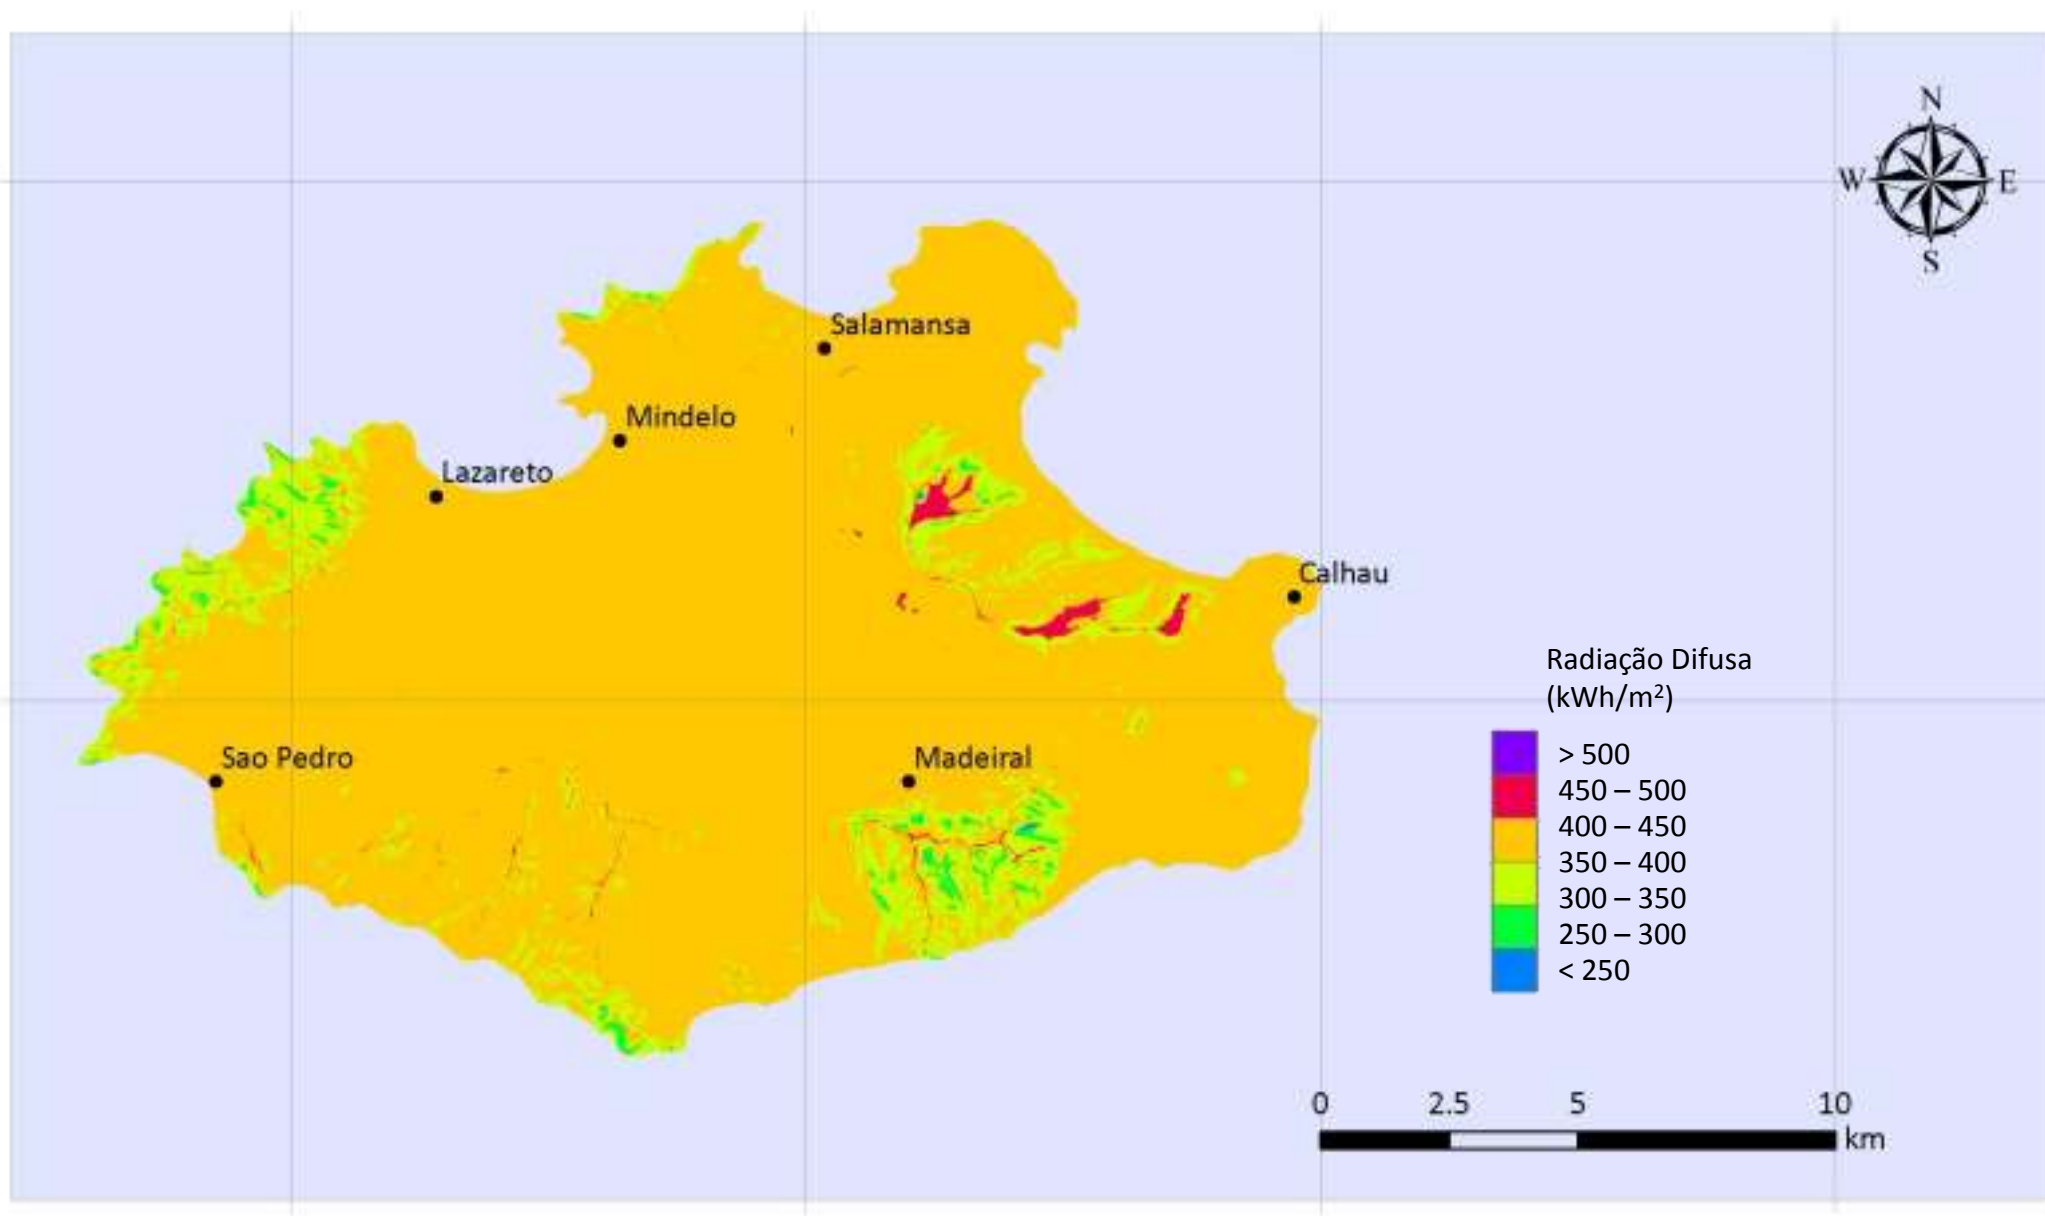 N
W
E
S
Salamansa
Mindelo
Lazareto
Calhau
Sao Pedro
Madeiral
Radiação Difusa
(kWh/m²)
> 500
450 – 500
400 – 450
350 – 400
300 – 350
250 – 300
< 250
0 2.5 5 10
km